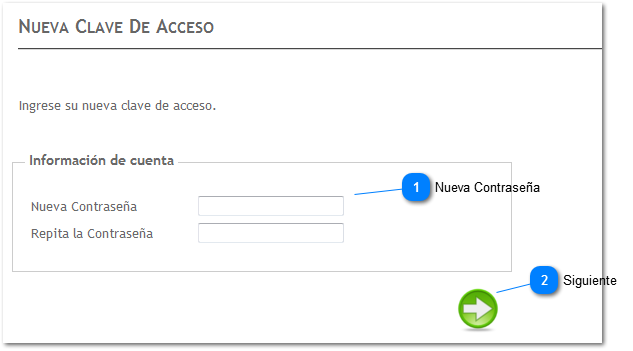 NUEVA CLAVE DE ACCESO
Ingrese su nueva clave de acceso.
Información de cuenta
Nueva Contraseña
1 Nueva Contraseña
Repita la Contraseña
2 Siguiente